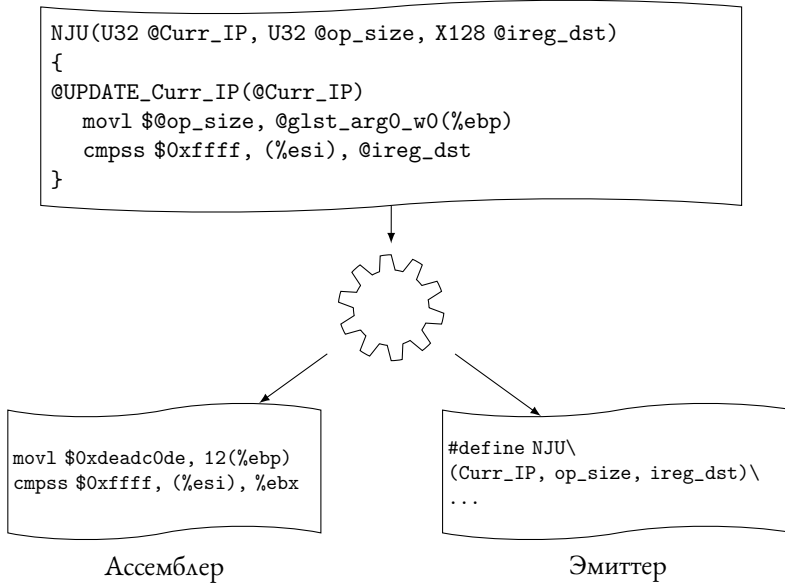 NJU(U32 @Curr_IP, U32 @op_size, X128 @ireg_dst)
{
@UPDATE_Curr_IP(@Curr_IP)
movl $@op_size, @glst_arg0_w0(%ebp)
cmpss $0xffff, (%esi), @ireg_dst
}
movl $0xdeadc0de, 12(%ebp)
cmpss $0xffff, (%esi), %ebx
Ассемблер
#define NJU\
(Curr_IP, op_size, ireg_dst)\
...
Эмиттер